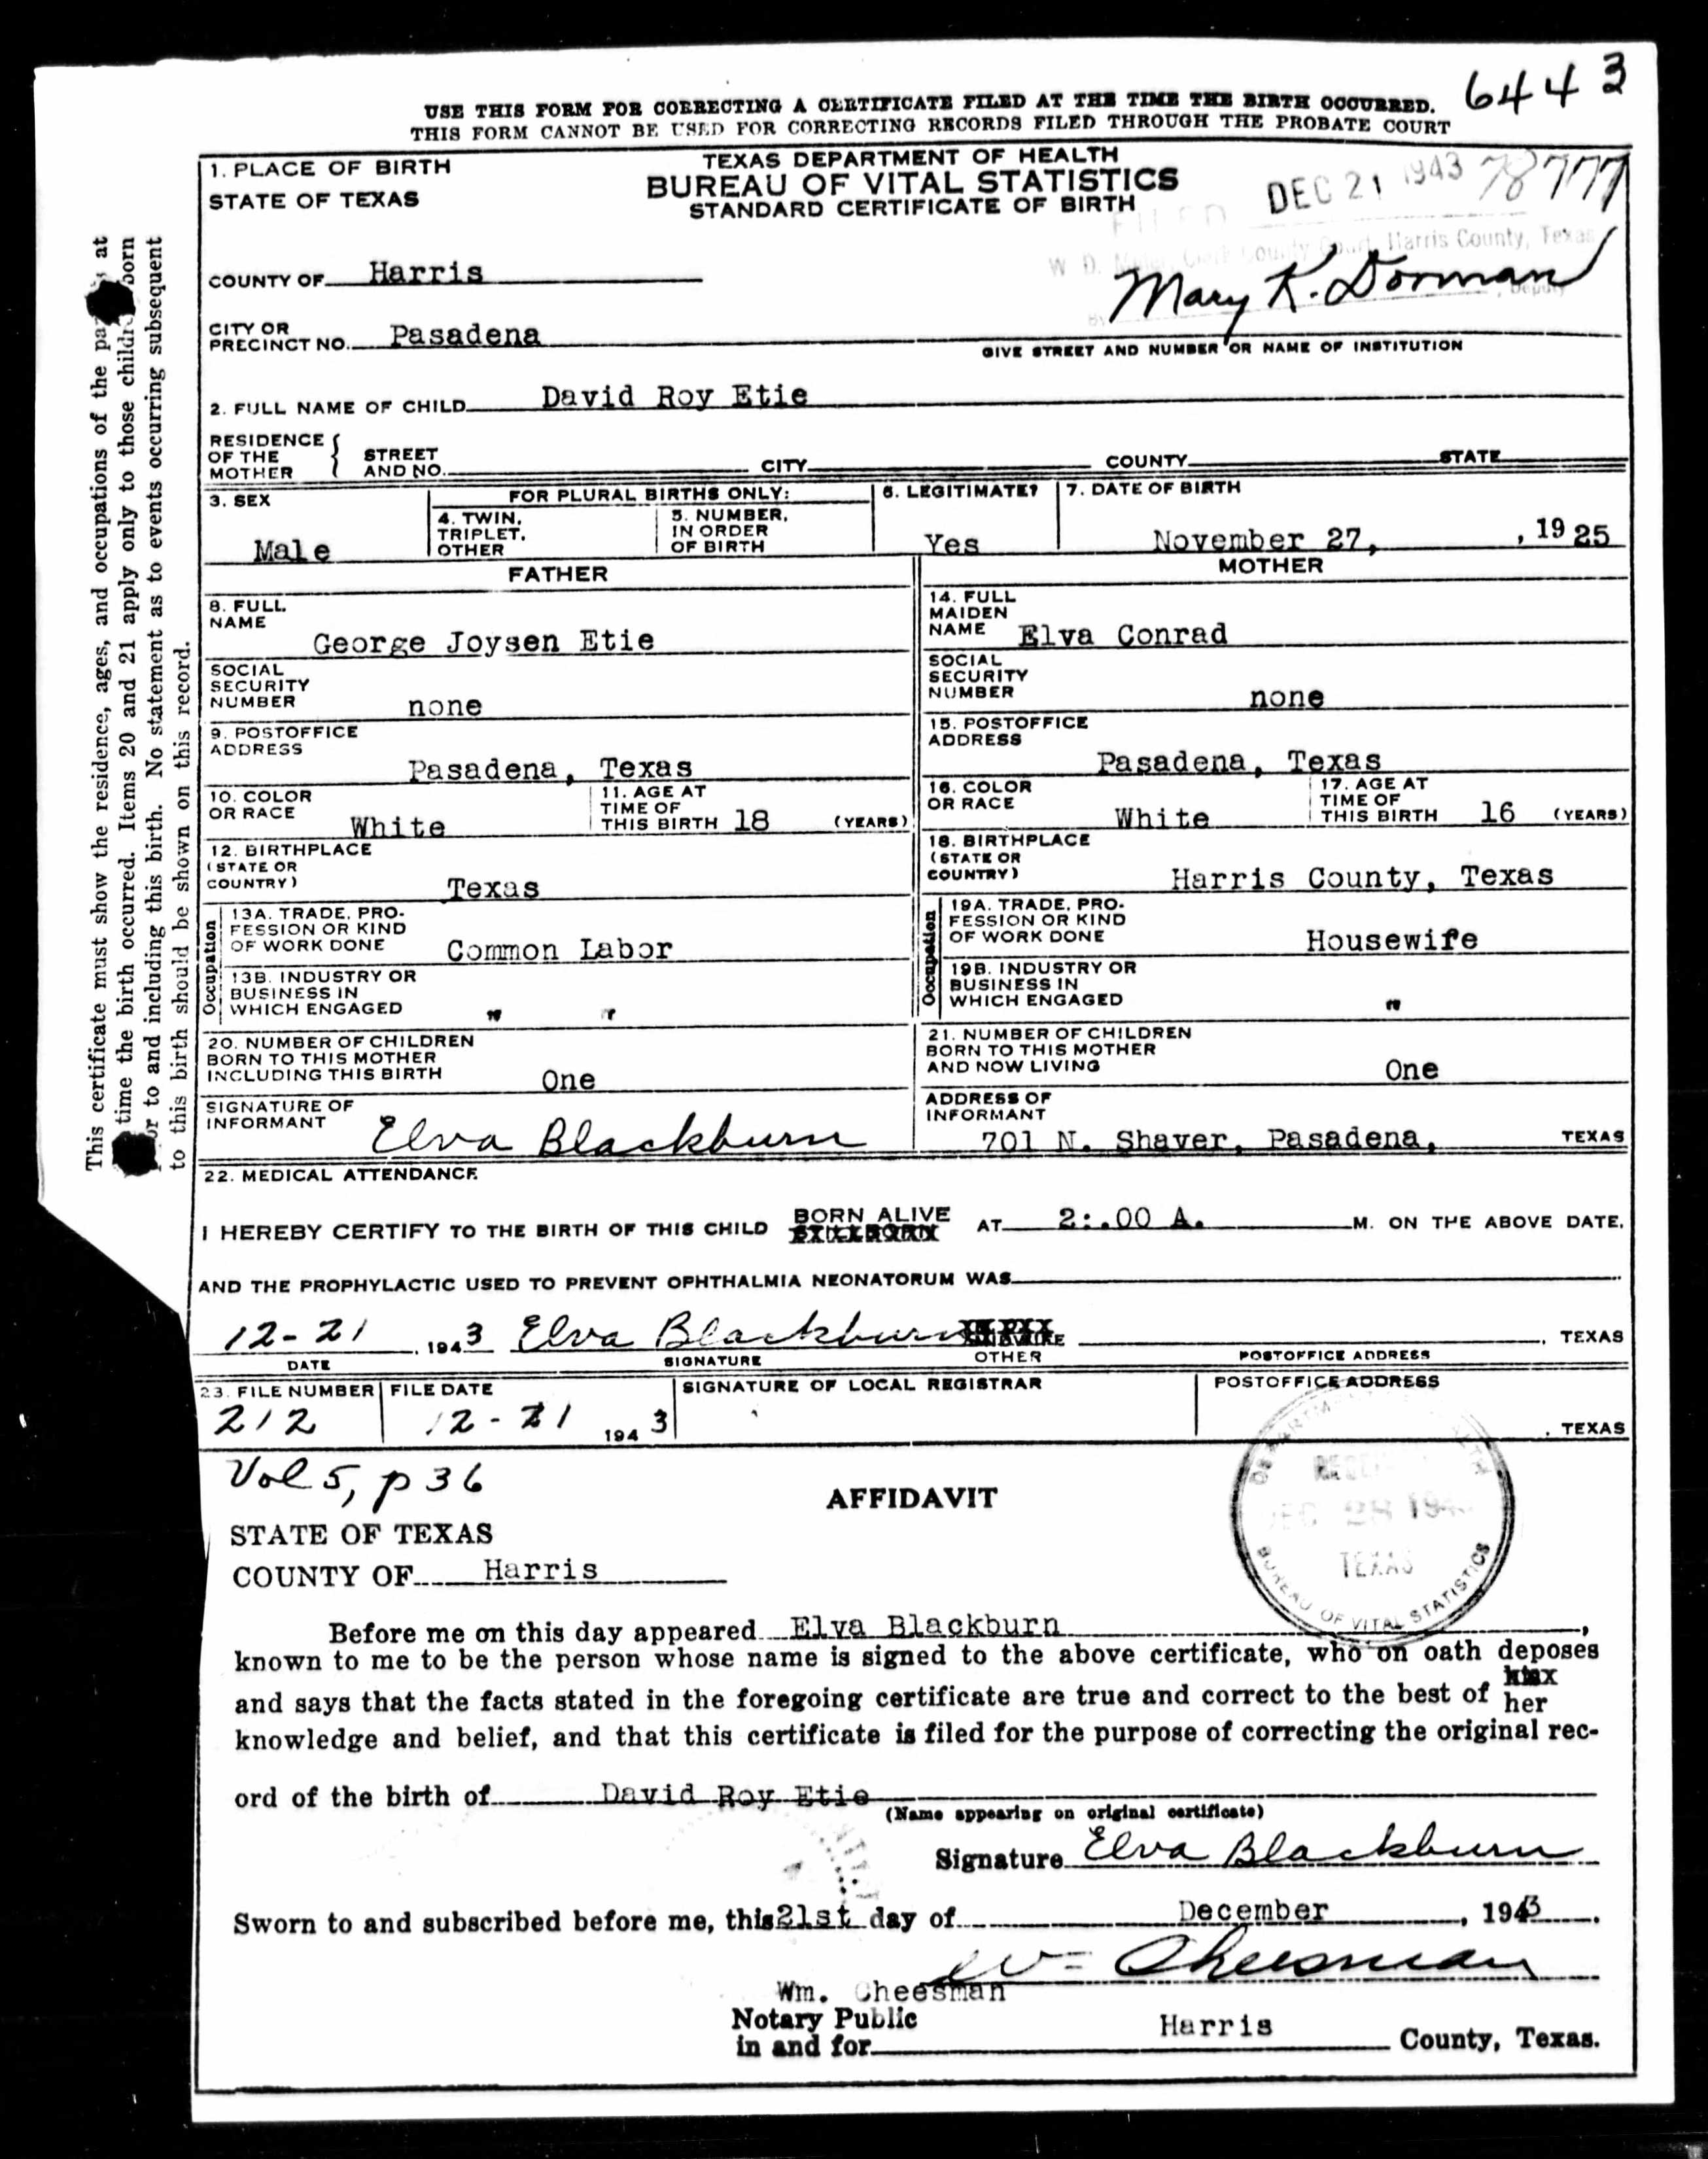 6443
USE THIS FORM FOR CORRECTING A CERTIFICATE FILED AT THE TIME THE BIRTH OCCURRED.
THIS FORM CANNOT BE USED FOR CORRECTING RECORDS FILED THROUGH THE PROBATE COURT
1. PLACE OF BIRTH
STATE OF TEXAS
TEXAS DEPARTMENT OF HEALTH
BUREAU OF VITAL STATISTICS
STANDARD CERTIFICATE OF BIRTH
DEC 21 1943 78777
FILED
W. D. County Court, Harris County, Texas
By Mary K. Dorman, Deputy
COUNTY OF Harris
CITY OR PRECINCT NO. Pasadena
GIVE STREET AND NUMBER OR NAME OF INSTITUTION
2. FULL NAME OF CHILD David Roy Etie
RESIDENCE OF THE MOTHER { STREET AND NO. CITY COUNTY STATE
3. SEX Male
FOR PLURAL BIRTHS ONLY:
4. TWIN, TRIPLET, OTHER
5. NUMBER, IN ORDER OF BIRTH
6. LEGITIMATE? Yes
7. DATE OF BIRTH November 27, , 1925
FATHER
8. FULL NAME George Joysen Etie
SOCIAL SECURITY NUMBER none
9. POSTOFFICE ADDRESS Pasadena, Texas
10. COLOR OR RACE White
11. AGE AT TIME OF THIS BIRTH 18 (YEARS)
12. BIRTHPLACE (STATE OR COUNTRY) Texas
Occupation
13A. TRADE, PROFESSION OR KIND OF WORK DONE Common Labor
13B. INDUSTRY OR BUSINESS IN WHICH ENGAGED " "
MOTHER
14. FULL MAIDEN NAME Elva Conrad
SOCIAL SECURITY NUMBER none
15. POSTOFFICE ADDRESS Pasadena, Texas
16. COLOR OR RACE White
17. AGE AT TIME OF THIS BIRTH 16 (YEARS)
18. BIRTHPLACE (STATE OR COUNTRY) Harris County, Texas
Occupation
19A. TRADE, PROFESSION OR KIND OF WORK DONE Housewife
19B. INDUSTRY OR BUSINESS IN WHICH ENGAGED "
20. NUMBER OF CHILDREN BORN TO THIS MOTHER INCLUDING THIS BIRTH One
21. NUMBER OF CHILDREN BORN TO THIS MOTHER AND NOW LIVING One
SIGNATURE OF INFORMANT Elva Blackburn
ADDRESS OF INFORMANT 701 N. Shaver, Pasadena, TEXAS
22. MEDICAL ATTENDANCE
I HEREBY CERTIFY TO THE BIRTH OF THIS CHILD BORN ALIVE STILLBORN AT 2:.00 A. M. ON THE ABOVE DATE,
AND THE PROPHYLACTIC USED TO PREVENT OPHTHALMIA NEONATORUM WAS
12-21, 1943 Elva Blackburn , TEXAS
DATE SIGNATURE OTHER POSTOFFICE ADDRESS
23. FILE NUMBER 212
FILE DATE 12-21 1943
SIGNATURE OF LOCAL REGISTRAR
POSTOFFICE ADDRESS , TEXAS
Vol 5, p 36
AFFIDAVIT
DEC 28 194
TEXAS
BUREAU OF VITAL STATISTICS
STATE OF TEXAS
COUNTY OF Harris
Before me on this day appeared Elva Blackburn,
known to me to be the person whose name is signed to the above certificate, who on oath deposes
and says that the facts stated in the foregoing certificate are true and correct to the best of her
knowledge and belief, and that this certificate is filed for the purpose of correcting the original rec-
ord of the birth of David Roy Etie
(Name appearing on original certificate)
Signature Elva Blackburn
Sworn to and subscribed before me, this 21st day of December, 1943.
Wm Cheesman
Wm. Cheesman
Notary Public
in and for Harris County, Texas.
This certificate must show the residence, ages, and occupations of the at
time the birth occurred. Items 20 and 21 apply only to those born
to and including this birth. No statement as to events occurring subsequent
to this birth should be shown on this record.